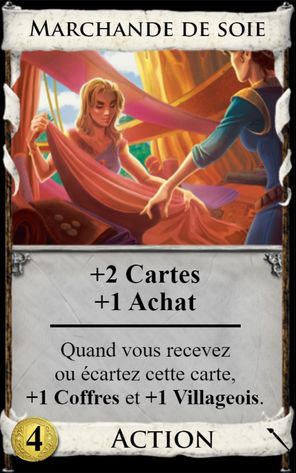 MARCHANDE DE SOIE
+2 Cartes
+1 Achat
Quand vous recevez
ou écartez cette carte,
+1 Coffres et +1 Villageois.
4
ACTION